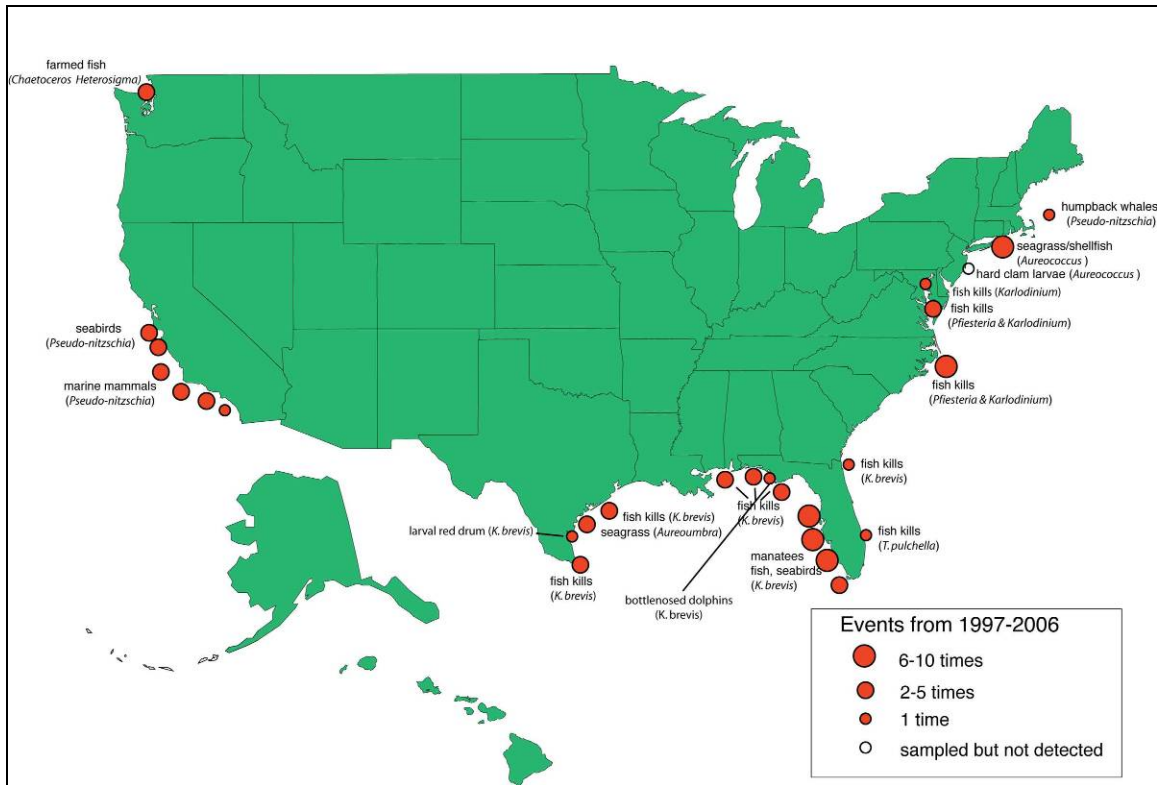 farmed fish
(Chaetoceros Heterosigma)
humpback whales
(Pseudo-nitzschia)
seagrass/shellfish
(Aureococcus )
hard clam larvae (Aureococcus )
fish kills (Karlodinium)
fish kills
(Pfiesteria & Karlodinium)
seabirds
(Pseudo-nitzschia)
marine mammals
(Pseudo-nitzschia)
fish kills
(Pfiesteria & Karlodinium)
fish kills
(K. brevis)
fish kills
(K. brevis)
fish kills (K. brevis)
seagrass (Aureoumbra)
larval red drum (K. brevis)
fish kills
(T. pulchella)
manatees
fish, seabirds
(K. brevis)
fish kills
(K. brevis)
bottlenosed dolphins
(K. brevis)
Events from 1997-2006
6-10 times
2-5 times
1 time
sampled but not detected